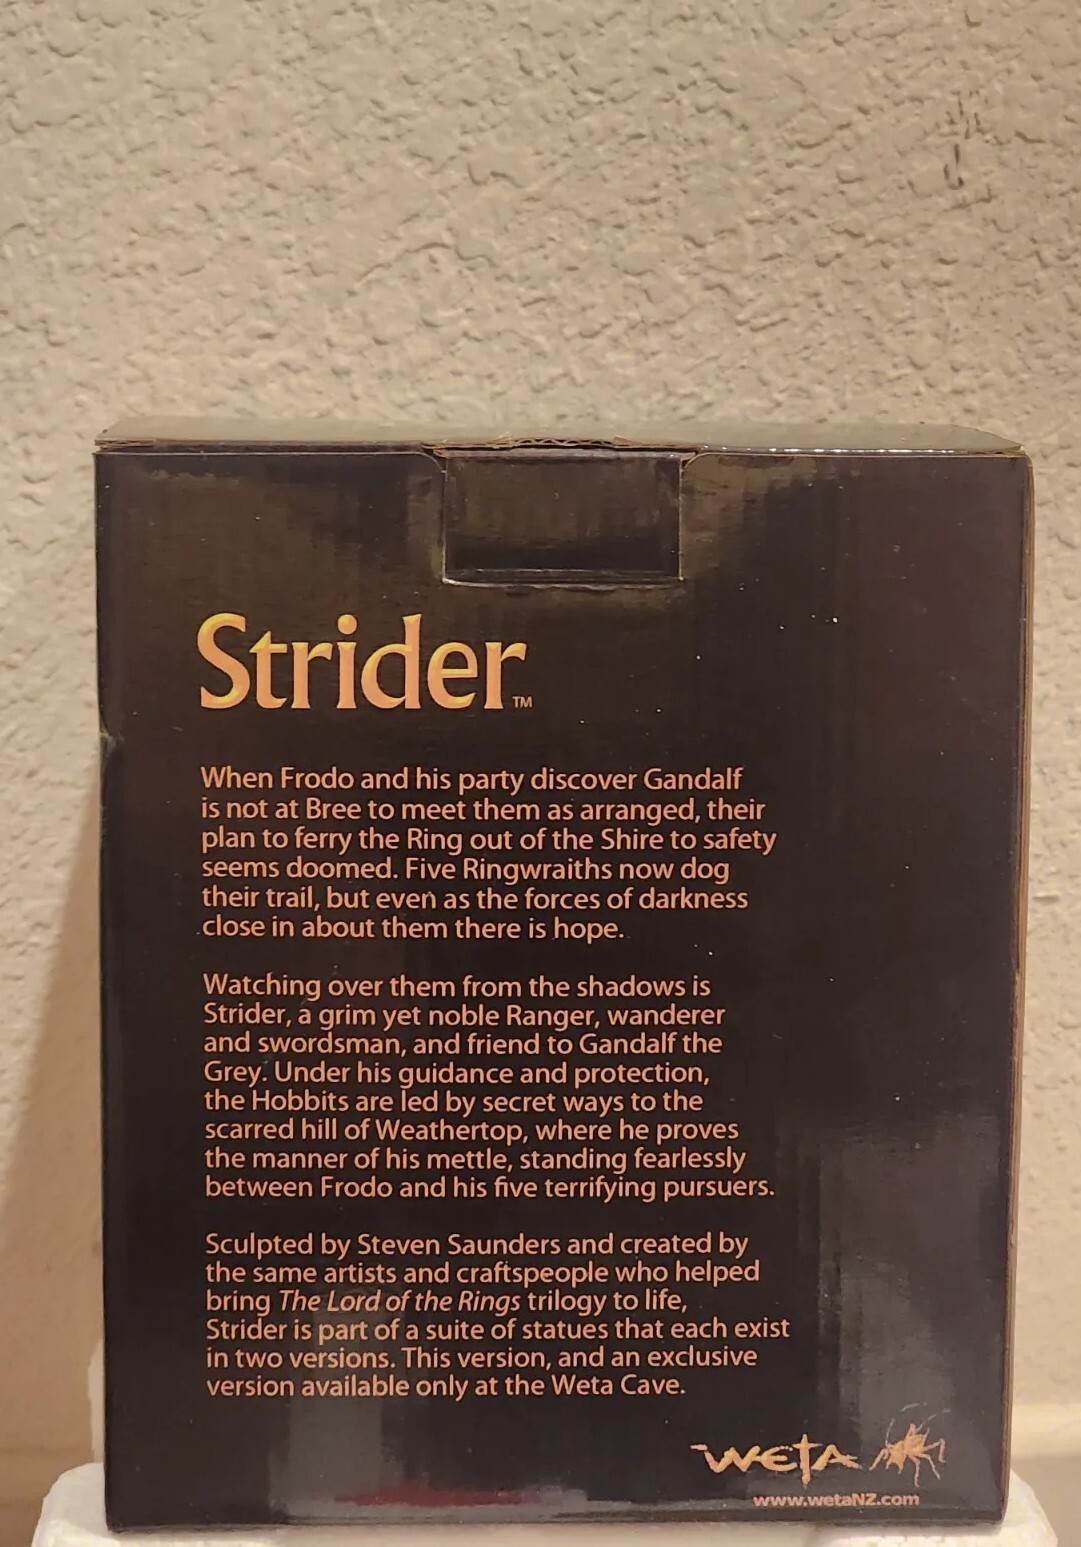 Strider™
When Frodo and his party discover Gandalf
is not at Bree to meet them as arranged, their
plan to ferry the Ring out of the Shire to safety
seems doomed. Five Ringwraiths now dog
their trail, but even as the forces of darkness
close in about them there is hope.
Watching over them from the shadows is
Strider, a grim yet noble Ranger, wanderer
and swordsman, and friend to Gandalf the
Grey. Under his guidance and protection,
the Hobbits are led by secret ways to the
scarred hill of Weathertop, where he proves
the manner of his mettle, standing fearlessly
between Frodo and his five terrifying pursuers.
Sculpted by Steven Saunders and created by
the same artists and craftspeople who helped
bring The Lord of the Rings trilogy to life,
Strider is part of a suite of statues that each exist
in two versions. This version, and an exclusive
version available only at the Weta Cave.
WETA
www.wetaNZ.com